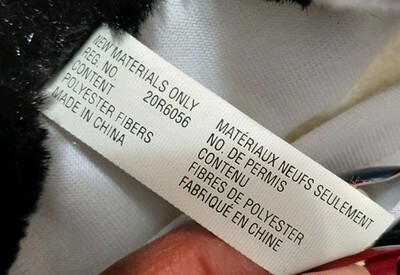 NEW MATERIALS ONLY
REG. NO. 20R6056
CONTENT
POLYESTER FIBERS
MADE IN CHINA
MATÉRIAUX NEUFS SEULEMENT
NO. DE PERMIS
CONTENU
FIBRES DE POLYESTER
FABRIQUÉ EN CHINE